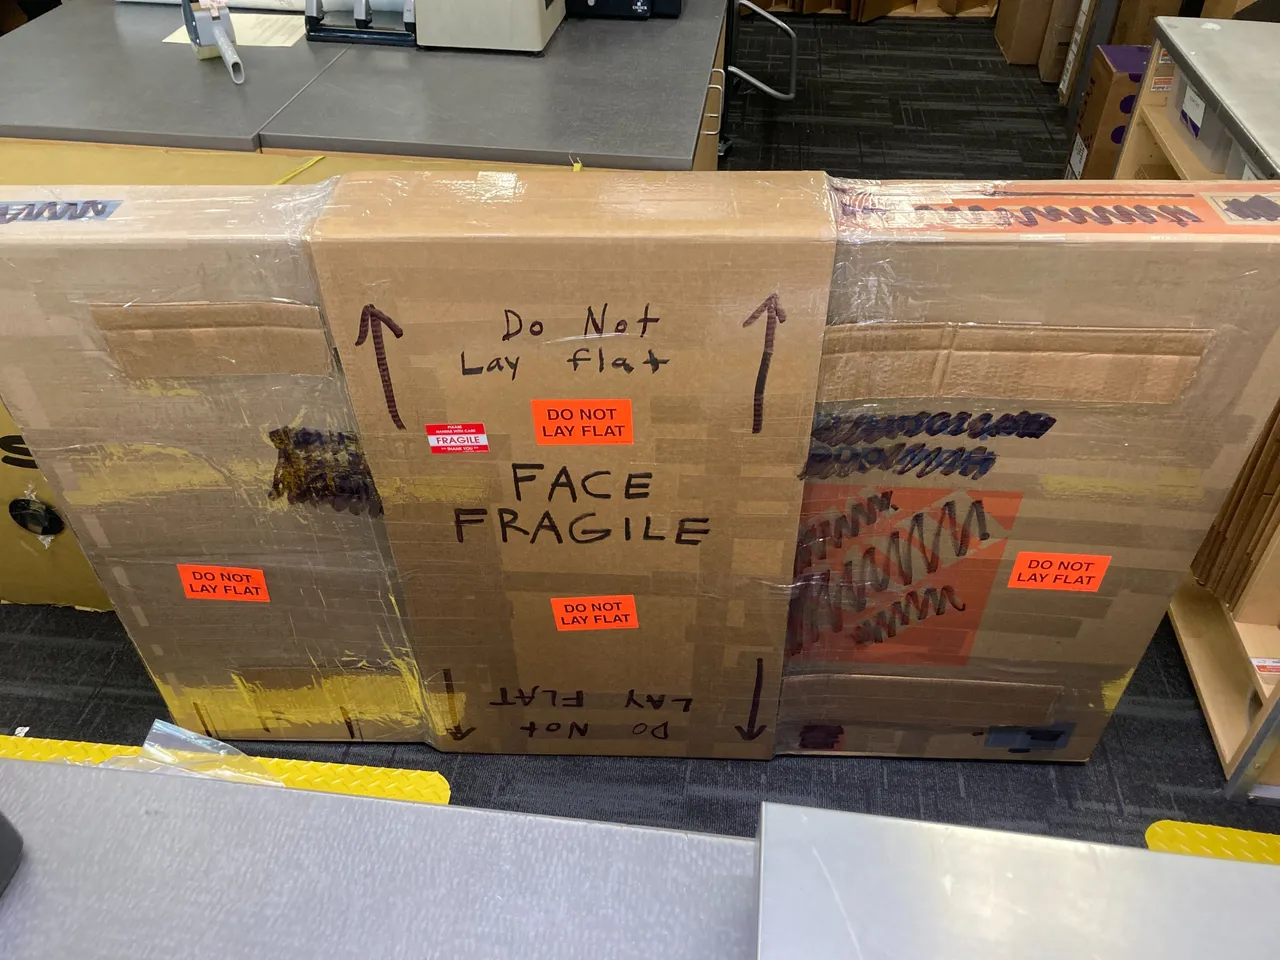 Do Not
Lay flat
DO NOT
LAY FLAT
PLEASE
HANDLE WITH CARE
FRAGILE
** THANK YOU **
FACE
FRAGILE
DO NOT
LAY FLAT
DO NOT
LAY FLAT
DO NOT
LAY FLAT
Do Not
LAY FLAT